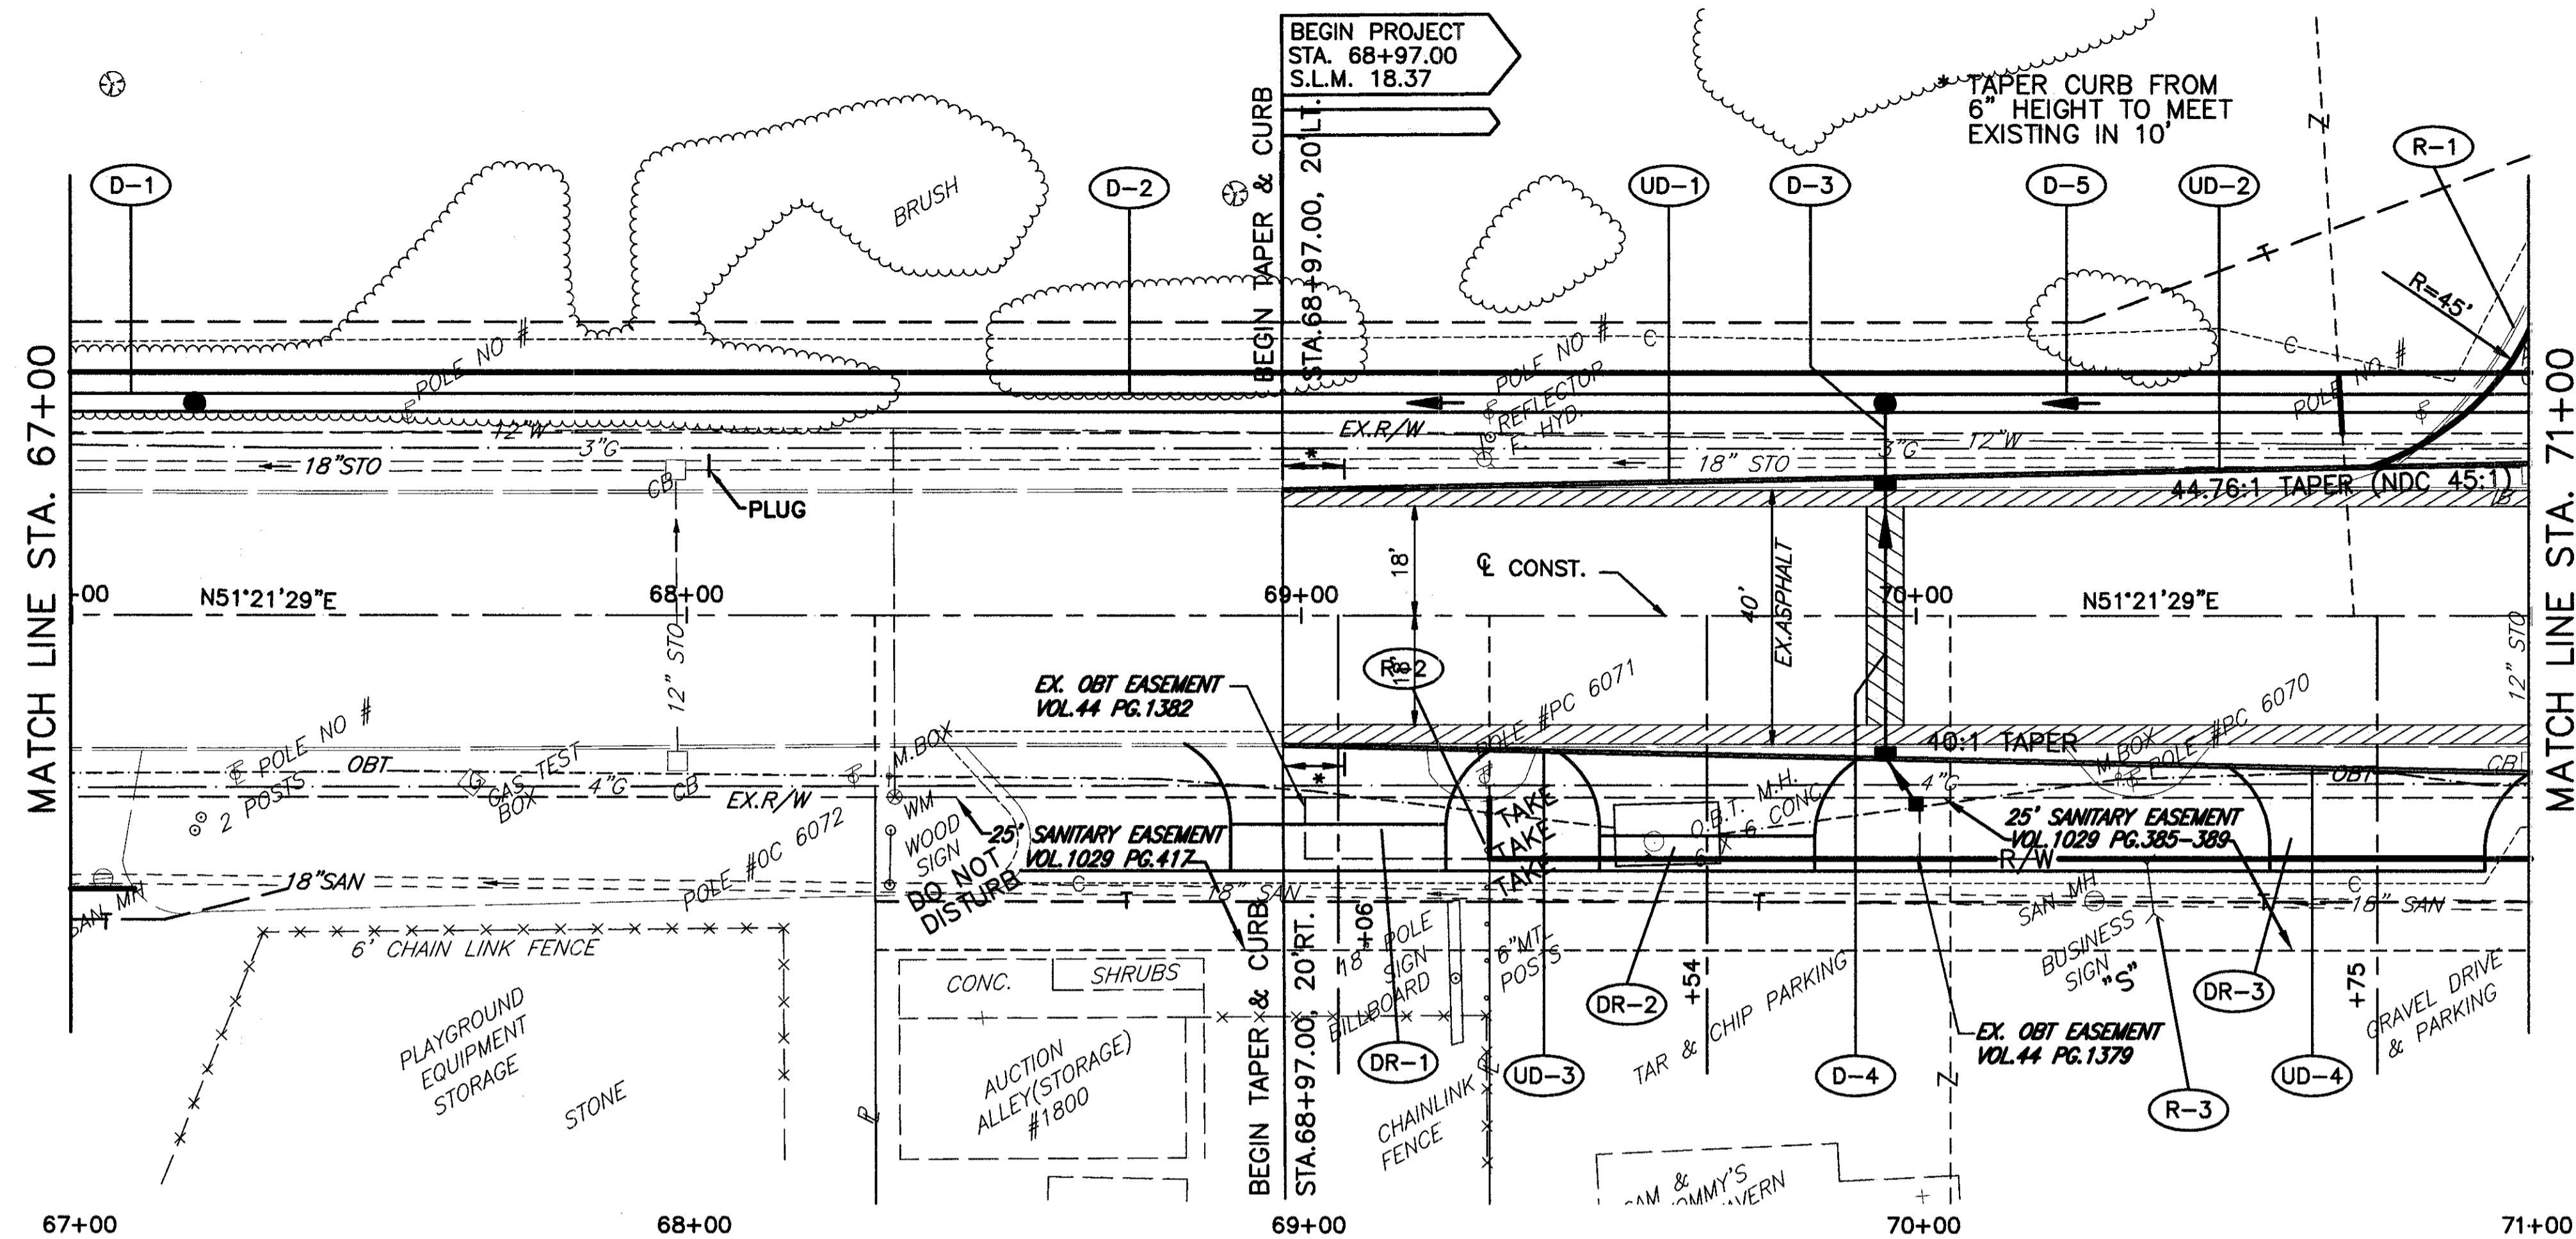 BEGIN PROJECT
STA. 68+97.00
S.L.M. 18.37
* TAPER CURB FROM
6" HEIGHT TO MEET
EXISTING IN 10'
BEGIN TAPER & CURB
STA.68+97.00, 20'LT.
D-1
D-2
UD-1
D-3
D-5
UD-2
R-1
R=45'
BRUSH
T
POLE NO #
POLE NO #
REFLECTOR
F. HYD.
C
C
POLE NO #
MATCH LINE STA. 67+00
MATCH LINE STA. 71+00
12"W
3"G
18"STO
CB
PLUG
EX.R/W
*
18" STO
3"G
12"W
44.76:1 TAPER (NDC 45:1)
18'
℄ CONST.
40'
EX.ASPHALT
+00
N51°21'29"E
68+00
69+00
70+00
N51°21'29"E
12" STO
12" STO
18'
R-2
EX. OBT EASEMENT
VOL.44 PG.1382
POLE #PC 6071
POLE #PC 6070
POLE NO #
2 POSTS
OBT
GAS TEST
BOX
4"G
CB
EX.R/W
M.BOX
WM
WOOD
SIGN
POLE #OC 6072
25' SANITARY EASEMENT
VOL.1029 PG.417
DO NOT
DISTURB
*
TAKE
TAKE
TAKE
O.B.T. M.H.
6 X 6 CONC.
40:1 TAPER
M.BOX
4"G
OBT
CB
25' SANITARY EASEMENT
VOL.1029 PG.385-389
R/W
18"SAN
SAN MH
T
C
T
18" SAN
T
SAN MH
C
T
18" SAN
6' CHAIN LINK FENCE
PLAYGROUND
EQUIPMENT
STORAGE
STONE
CONC.
SHRUBS
AUCTION
ALLEY(STORAGE)
#1800
BEGIN TAPER & CURB
STA.68+97.00, 20'RT.
+06
18" POLE
SIGN
BILLBOARD
6"MTL
POSTS
CHAINLINK
FENCE
DR-1
UD-3
DR-2
+54
TAR & CHIP PARKING
D-4
BUSINESS
SIGN
"S"
DR-3
EX. OBT EASEMENT
VOL.44 PG.1379
R-3
UD-4
+75
GRAVEL DRIVE
& PARKING
67+00
68+00
69+00
70+00
71+00